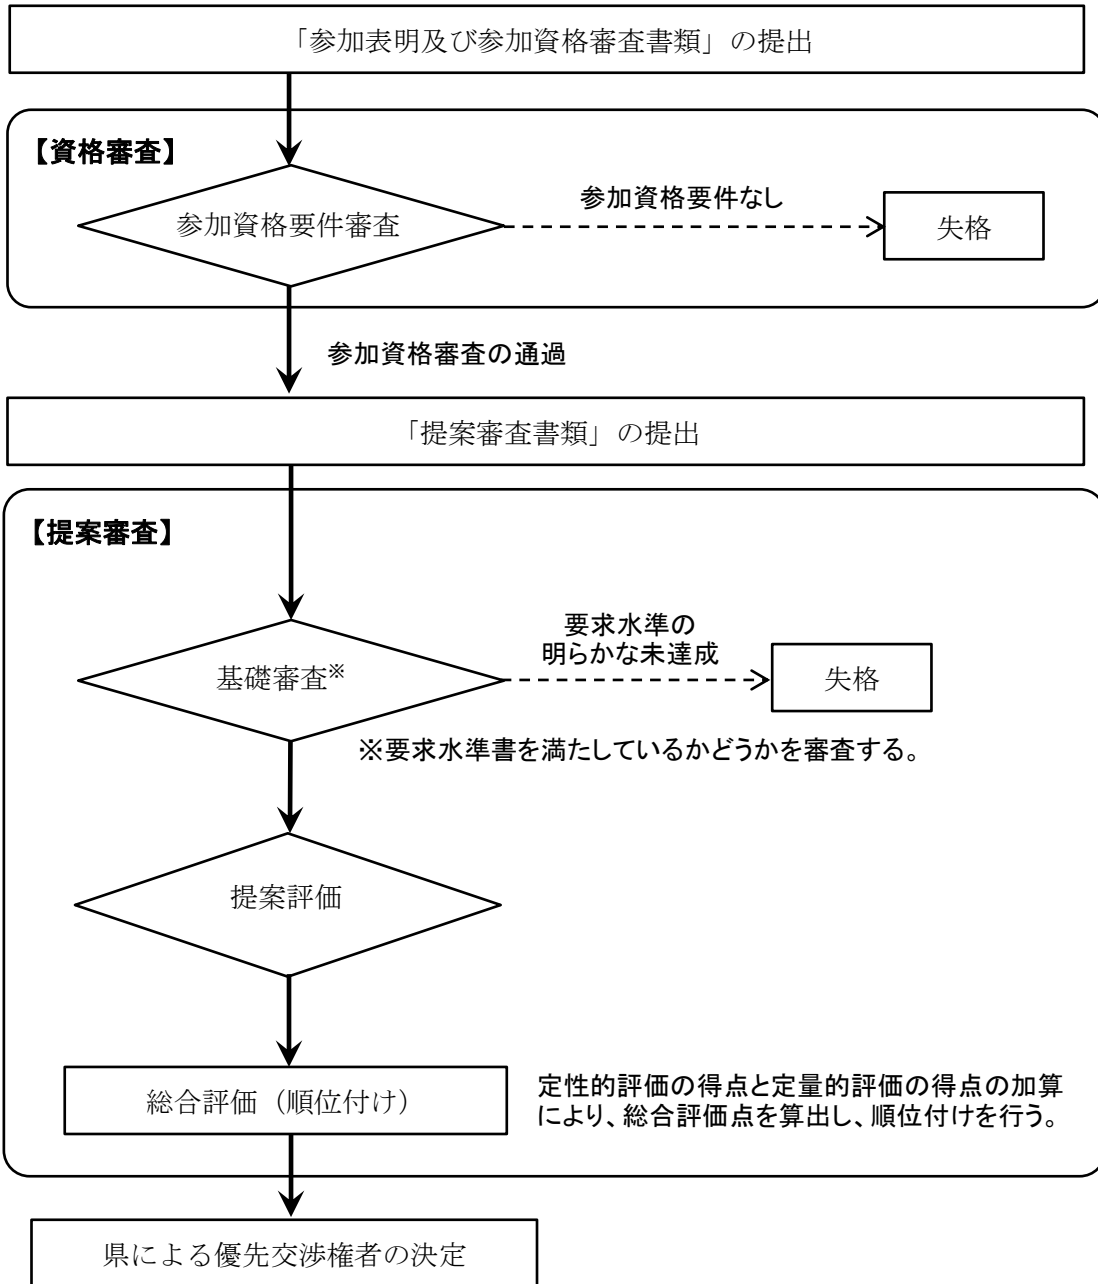 「参加表明及び参加資格審査書類」の提出
【資格審査】
参加資格要件審査
参加資格要件なし
失格
参加資格審査の通過
「提案審査書類」の提出
【提案審査】
基礎審査※
要求水準の
明らかな未達成
失格
※要求水準書を満たしているかどうかを審査する。
提案評価
総合評価（順位付け）
定性的評価の得点と定量的評価の得点の加算
により、総合評価点を算出し、順位付けを行う。
県による優先交渉権者の決定